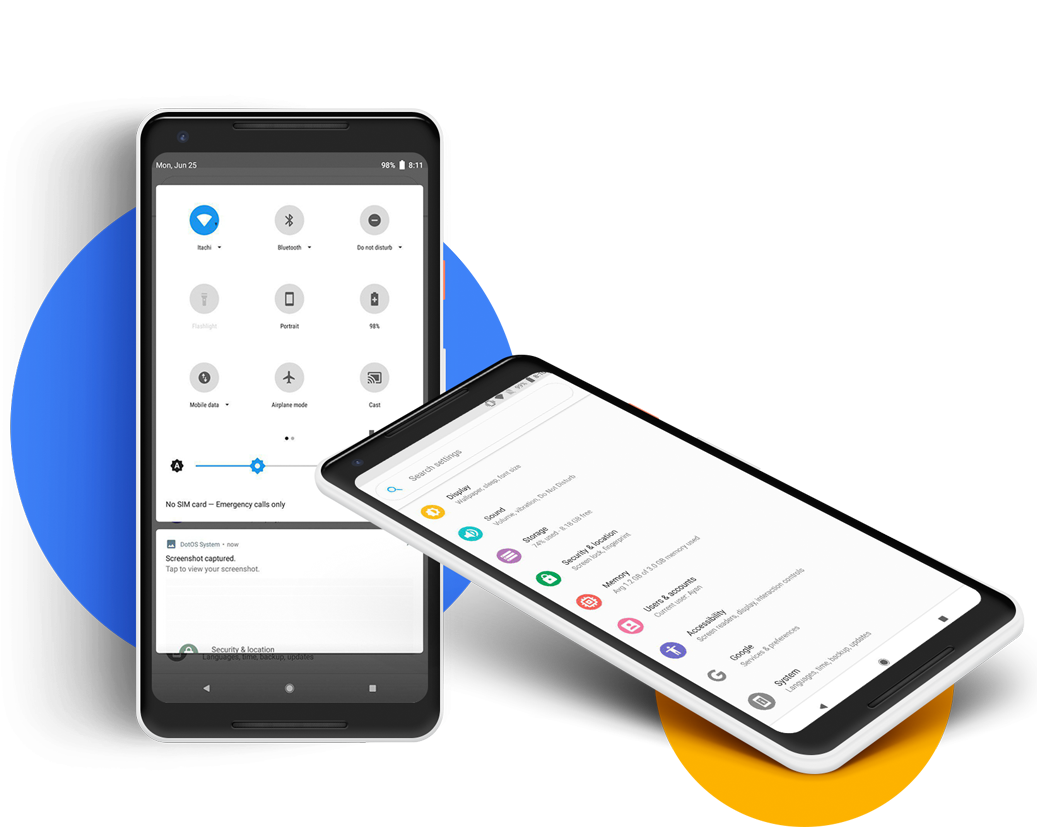 Mon, Jun 25
98% 8:11
Itachi
Bluetooth
Do not disturb
Flashlight
Portrait
98%
Mobile data
Airplane mode
Cast
A
No SIM card — Emergency calls only
DotOS System • now
Screenshot captured.
Tap to view your screenshot.
Security & location
Languages, time, backup, updates
Search settings
Display
Wallpaper, sleep, font size
Sound
Volume, vibration, Do Not Disturb
Storage
74% used - 8.18 GB free
Security & location
Screen lock, fingerprint
Memory
Avg 1.2 GB of 3.0 GB memory used
Users & accounts
Current user: Ayan
Accessibility
Screen readers, display, interaction controls
G
Google
Services & preferences
System
Languages, time, backup, updates